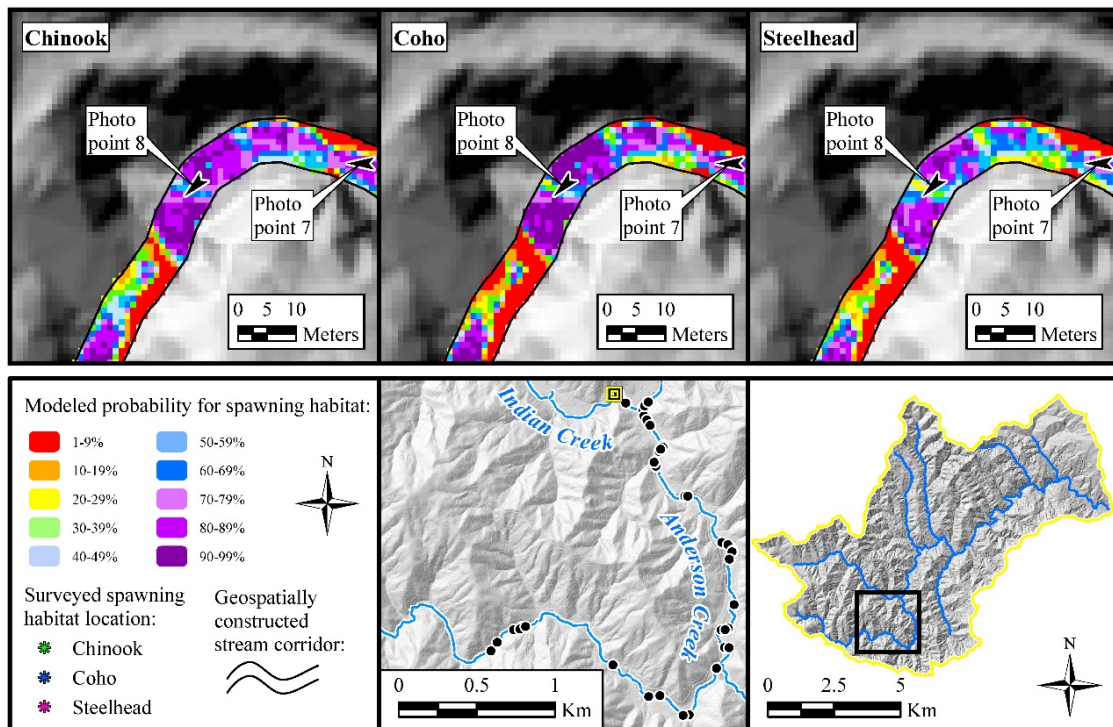 Chinook
Photo
point 8
Photo
point 7
0 5 10
Meters
Coho
Photo
point 8
Photo
point 7
0 5 10
Meters
Steelhead
Photo
point 8
Photo
point 7
0 5 10
Meters
Modeled probability for spawning habitat:
1-9%
10-19%
20-29%
30-39%
40-49%
50-59%
60-69%
70-79%
80-89%
90-99%
N
Surveyed spawning
habitat location:
Chinook
Coho
Steelhead
Geospatially
constructed
stream corridor:
Indian Creek
Anderson Creek
0 0.5 1
Km
0 2.5 5
Km
N